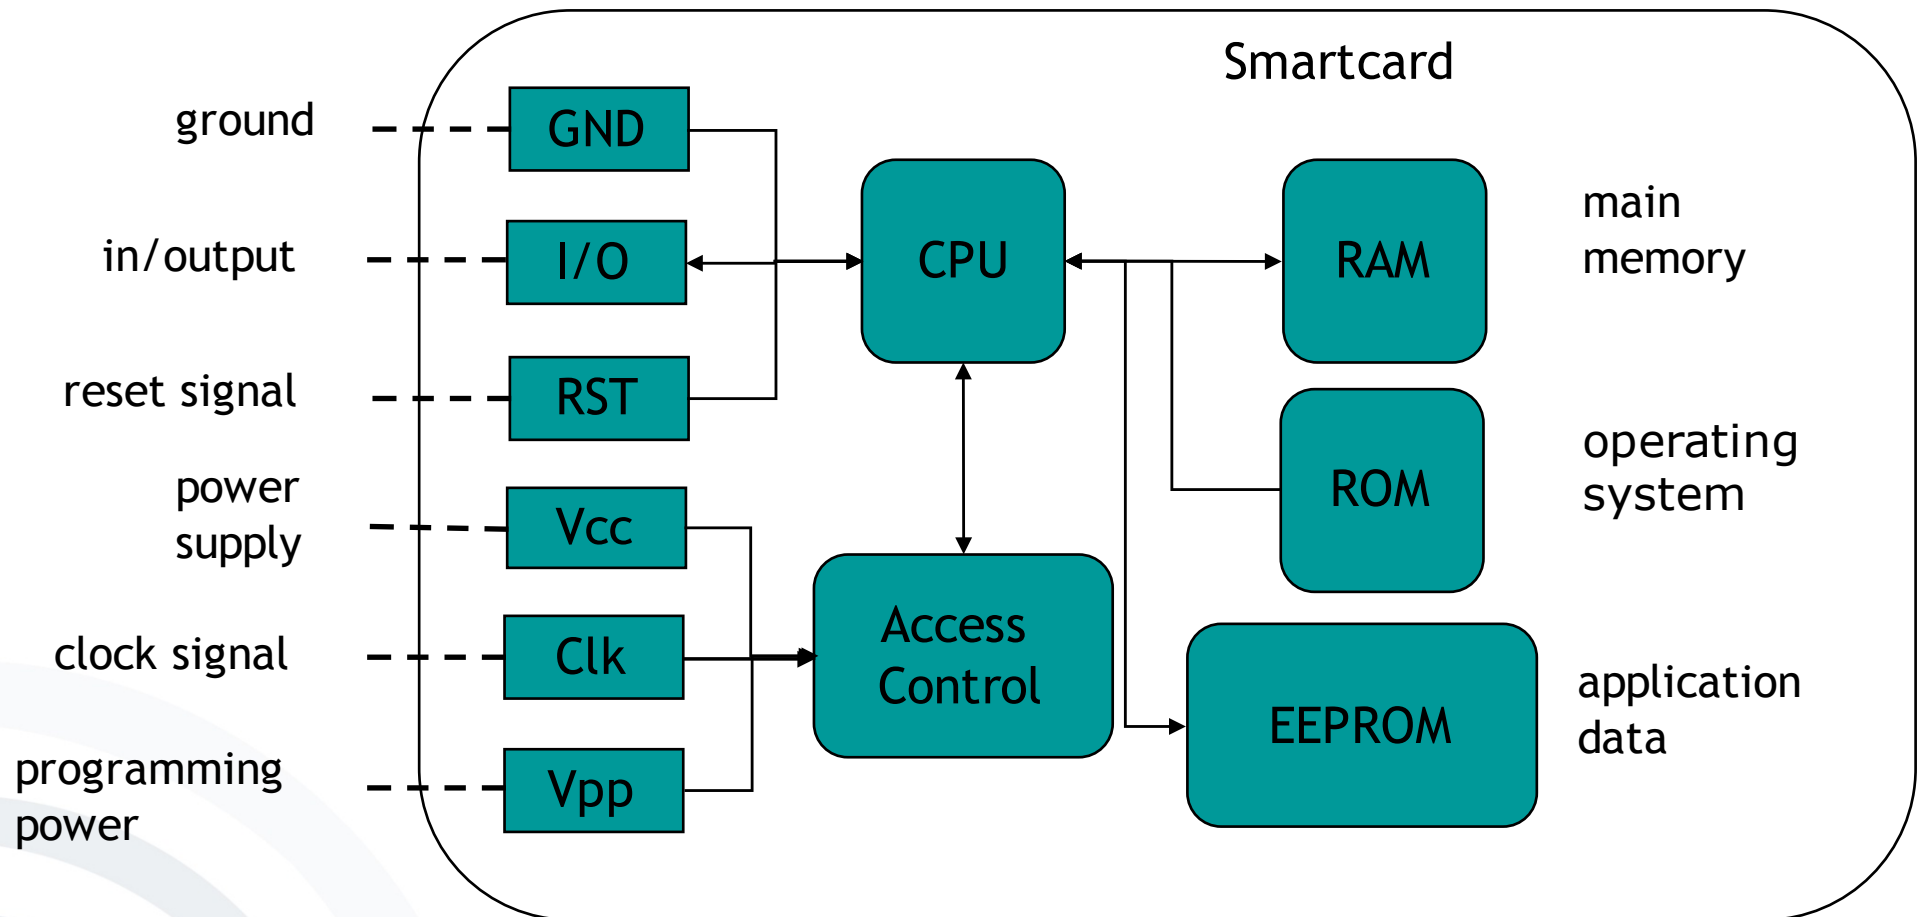 Smartcard
ground
GND
in/output
I/O
reset signal
RST
power
supply
Vcc
clock signal
Clk
programming
power
Vpp
CPU
Access
Control
RAM
main
memory
ROM
operating
system
EEPROM
application
data